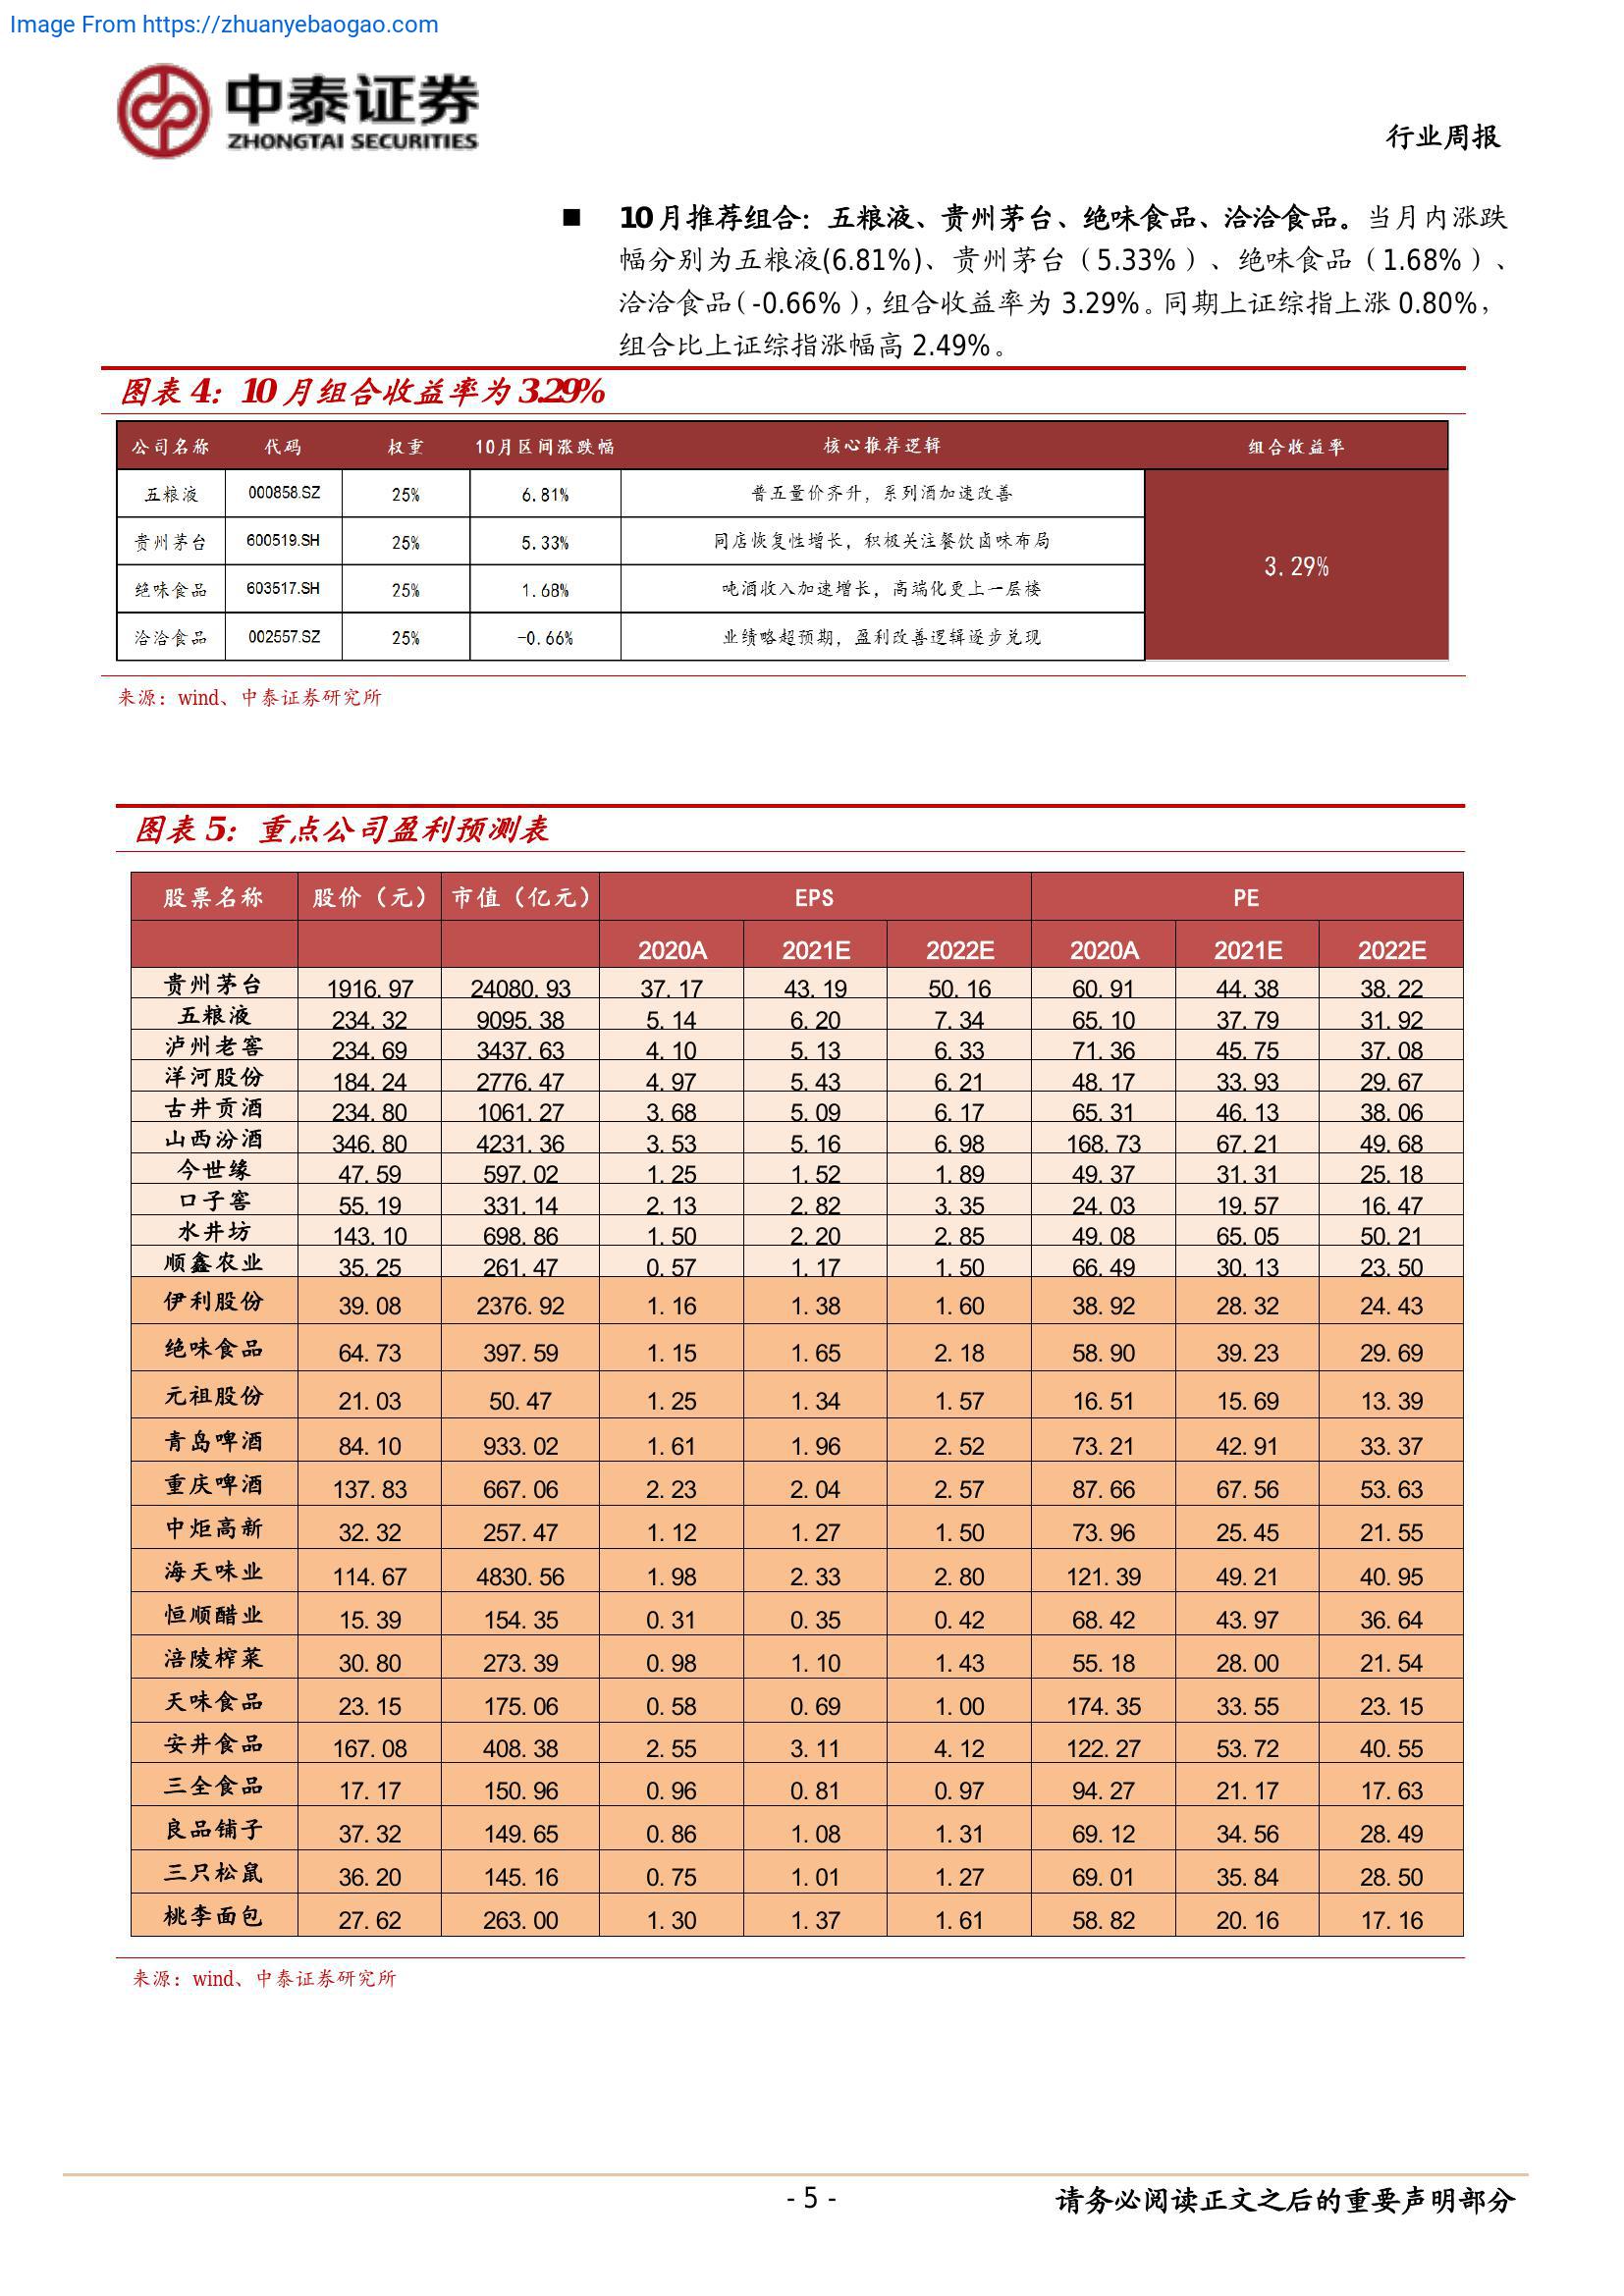 Image From https://zhuanyebaogao.com
中泰证券
ZHONGTAI SECURITIES
行业周报
■ 10月推荐组合：五粮液、贵州茅台、绝味食品、洽洽食品。当月内涨跌
幅分别为五粮液(6.81%)、贵州茅台（5.33%）、绝味食品（1.68%）、
洽洽食品（-0.66%），组合收益率为 3.29%。同期上证综指上涨 0.80%，
组合比上证综指涨幅高 2.49%。
图表 4：10 月组合收益率为 3.29%
公司名称 代码 权重 10月区间涨跌幅 核心推荐逻辑 组合收益率
五粮液 000858.SZ 25% 6.81% 普五量价齐升，系列酒加速改善
贵州茅台 600519.SH 25% 5.33% 同店恢复性增长，积极关注餐饮卤味布局
3.29%
绝味食品 603517.SH 25% 1.68% 吨酒收入加速增长，高端化更上一层楼
洽洽食品 002557.SZ 25% -0.66% 业绩略超预期，盈利改善逻辑逐步兑现
来源：wind、中泰证券研究所
图表 5：重点公司盈利预测表
股票名称 股价（元） 市值（亿元） EPS PE
2020A 2021E 2022E 2020A 2021E 2022E
贵州茅台 1916.97 24080.93 37.17 43.19 50.16 60.91 44.38 38.22
五粮液 234.32 9095.38 5.14 6.20 7.34 65.10 37.79 31.92
泸州老窖 234.69 3437.63 4.10 5.13 6.33 71.36 45.75 37.08
洋河股份 184.24 2776.47 4.97 5.43 6.21 48.17 33.93 29.67
古井贡酒 234.80 1061.27 3.68 5.09 6.17 65.31 46.13 38.06
山西汾酒 346.80 4231.36 3.53 5.16 6.98 168.73 67.21 49.68
今世缘 47.59 597.02 1.25 1.52 1.89 49.37 31.31 25.18
口子窖 55.19 331.14 2.13 2.82 3.35 24.03 19.57 16.47
水井坊 143.10 698.86 1.50 2.20 2.85 49.08 65.05 50.21
顺鑫农业 35.25 261.47 0.57 1.17 1.50 66.49 30.13 23.50
伊利股份 39.08 2376.92 1.16 1.38 1.60 38.92 28.32 24.43
绝味食品 64.73 397.59 1.15 1.65 2.18 58.90 39.23 29.69
元祖股份 21.03 50.47 1.25 1.34 1.57 16.51 15.69 13.39
青岛啤酒 84.10 933.02 1.61 1.96 2.52 73.21 42.91 33.37
重庆啤酒 137.83 667.06 2.23 2.04 2.57 87.66 67.56 53.63
中炬高新 32.32 257.47 1.12 1.27 1.50 73.96 25.45 21.55
海天味业 114.67 4830.56 1.98 2.33 2.80 121.39 49.21 40.95
恒顺醋业 15.39 154.35 0.31 0.35 0.42 68.42 43.97 36.64
涪陵榨菜 30.80 273.39 0.98 1.10 1.43 55.18 28.00 21.54
天味食品 23.15 175.06 0.58 0.69 1.00 174.35 33.55 23.15
安井食品 167.08 408.38 2.55 3.11 4.12 122.27 53.72 40.55
三全食品 17.17 150.96 0.96 0.81 0.97 94.27 21.17 17.63
良品铺子 37.32 149.65 0.86 1.08 1.31 69.12 34.56 28.49
三只松鼠 36.20 145.16 0.75 1.01 1.27 69.01 35.84 28.50
桃李面包 27.62 263.00 1.30 1.37 1.61 58.82 20.16 17.16
来源：wind、中泰证券研究所
- 5 -
请务必阅读正文之后的重要声明部分